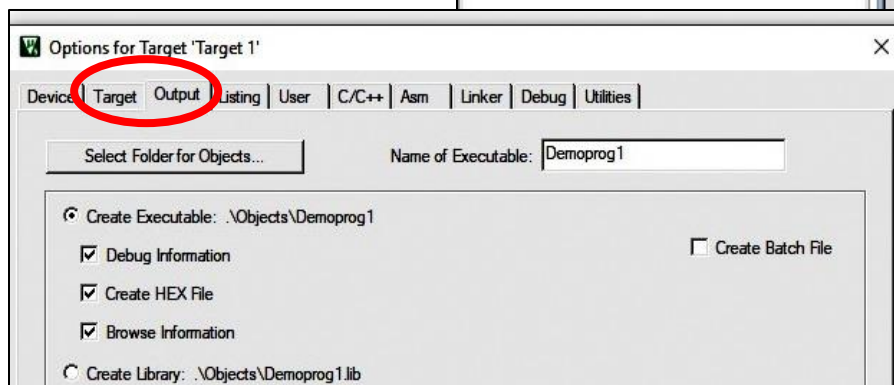 Options for Target 'Target 1'
Device Target Output Listing User C/C++ Asm Linker Debug Utilities
Select Folder for Objects... Name of Executable: Demoprog1
Create Executable: .\Objects\Demoprog1
Debug Information Create Batch File
Create HEX File
Browse Information
Create Library: .\Objects\Demoprog1.lib